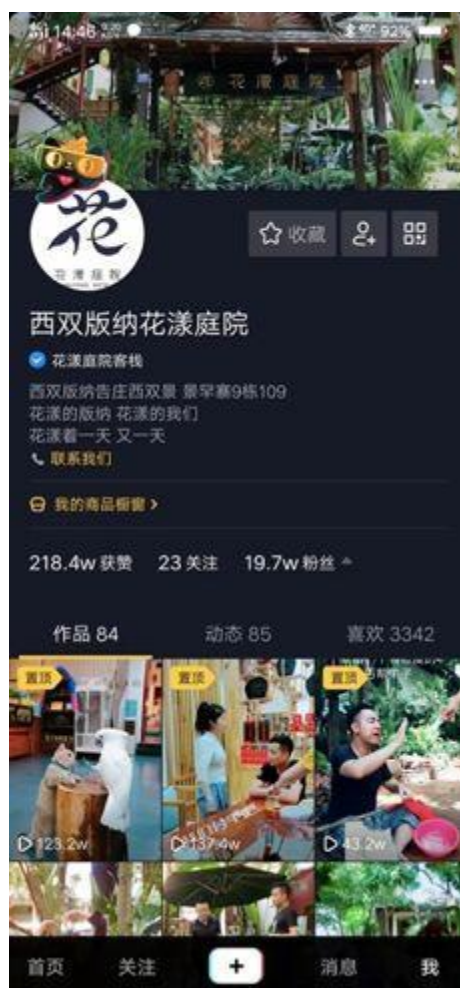 14:46
92%
花漾庭院
花
花漾庭院
收藏
西双版纳花漾庭院
花漾庭院客栈
西双版纳告庄西双景 景罕寨9栋109
花漾的版纳 花漾的我们
花漾着一天 又一天
联系我们
我的商品橱窗 >
218.4w 获赞 23 关注 19.7w 粉丝
作品 84 动态 85 喜欢 3342
置顶 置顶 置顶
123.2w 137.4w 43.2w
首页 关注 + 消息 我